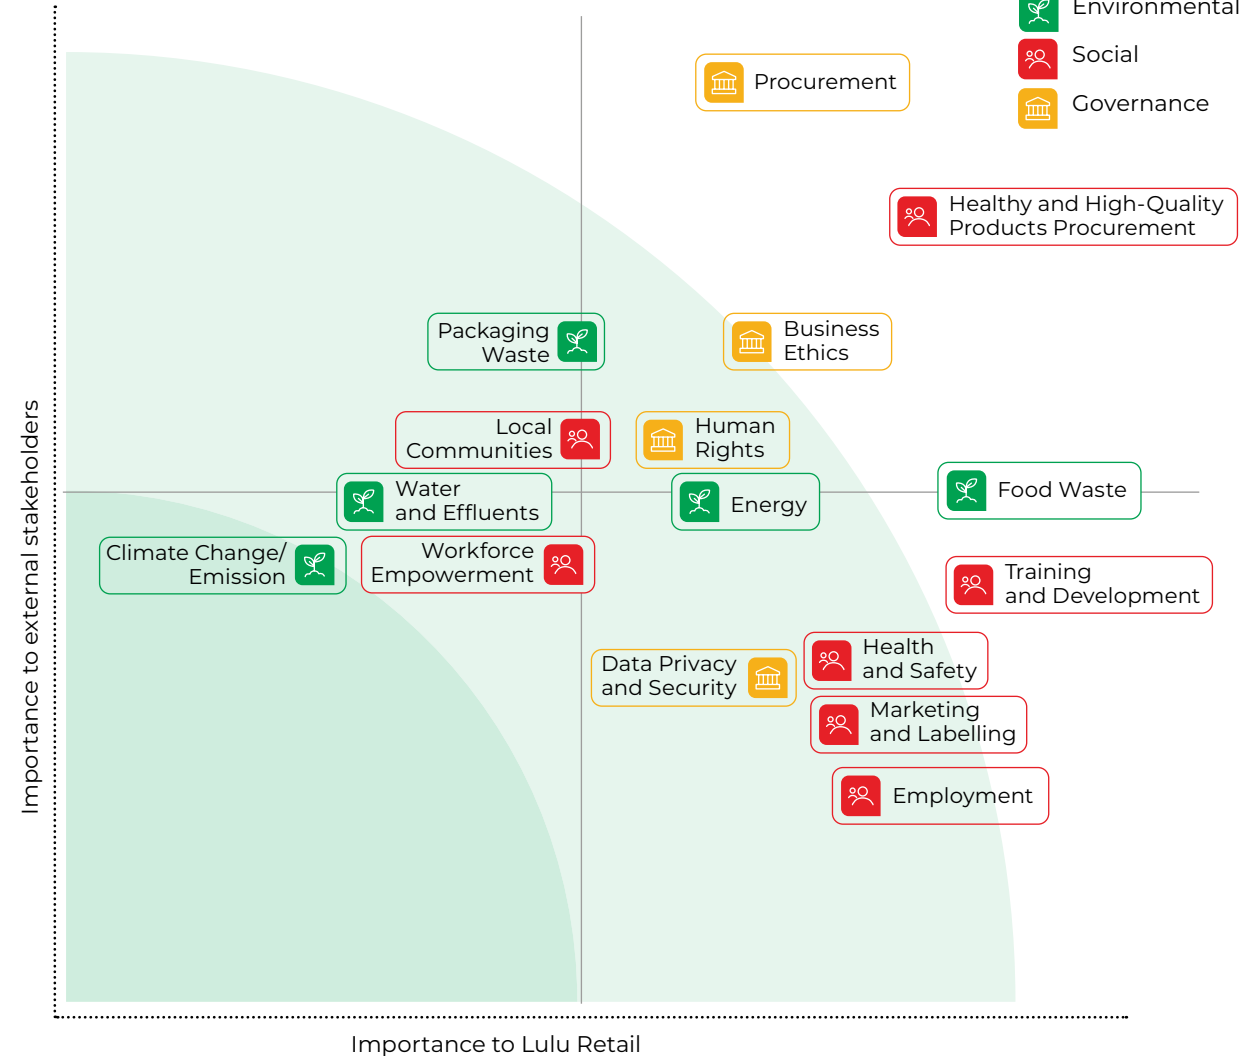 Environmental
Social
Governance
Procurement
Healthy and High-Quality
Products Procurement
Packaging
Waste
Business
Ethics
Local
Communities
Human
Rights
Water
and Effluents
Energy
Food Waste
Climate Change/
Emission
Workforce
Empowerment
Training
and Development
Data Privacy
and Security
Health
and Safety
Marketing
and Labelling
Employment
Importance to external stakeholders
Importance to Lulu Retail